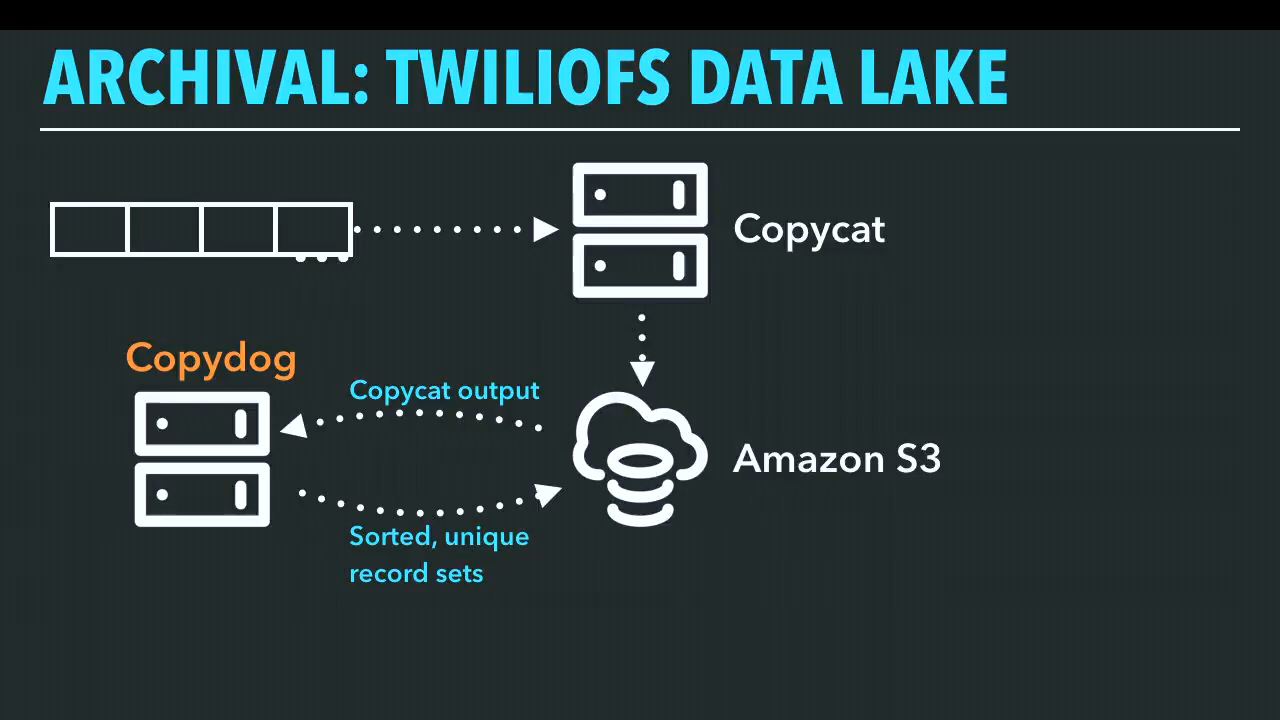 ARCHIVAL: TWILIOFS DATA LAKE
Copycat
Copydog
Copycat output
Amazon S3
Sorted, unique
record sets